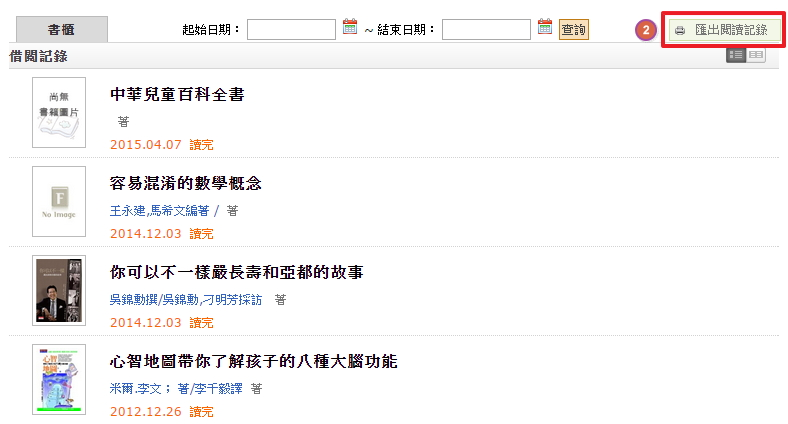 書櫃
起始日期： ~ 結束日期： 查詢 2 匯出閱讀記錄
借閱記錄
尚無
書籍圖片
中華兒童百科全書
著
2015.04.07 讀完
F
No Image
容易混淆的數學概念
王永建,馬希文編著 / 著
2014.12.03 讀完
你可以不一樣嚴長壽和亞都的故事
吳錦勳撰/吳錦勳,刁明芳採訪 著
2014.12.03 讀完
心智
地圖
心智地圖帶你了解孩子的八種大腦功能
米爾.李文； 著/李千毅譯 著
2012.12.26 讀完